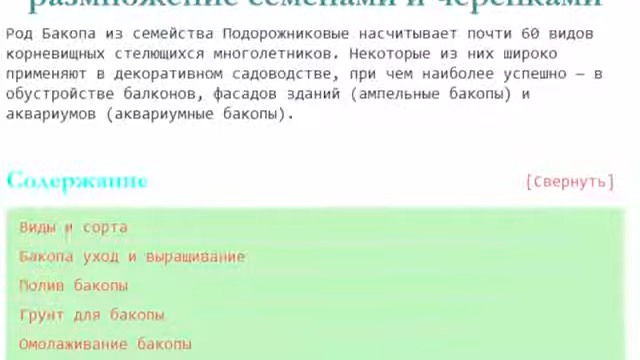 размножение семенами и черенками
Род Бакопа из семейства Подорожниковые насчитывает почти 60 видов
корневищных стелющихся многолетников. Некоторые из них широко
применяют в декоративном садоводстве, при чем наиболее успешно — в
обустройстве балконов, фасадов зданий (ампельные бакопы) и
аквариумов (аквариумные бакопы).
Содержание [Свернуть]
Виды и сорта
Бакопа уход и выращивание
Полив бакопы
Грунт для бакопы
Омолаживание бакопы